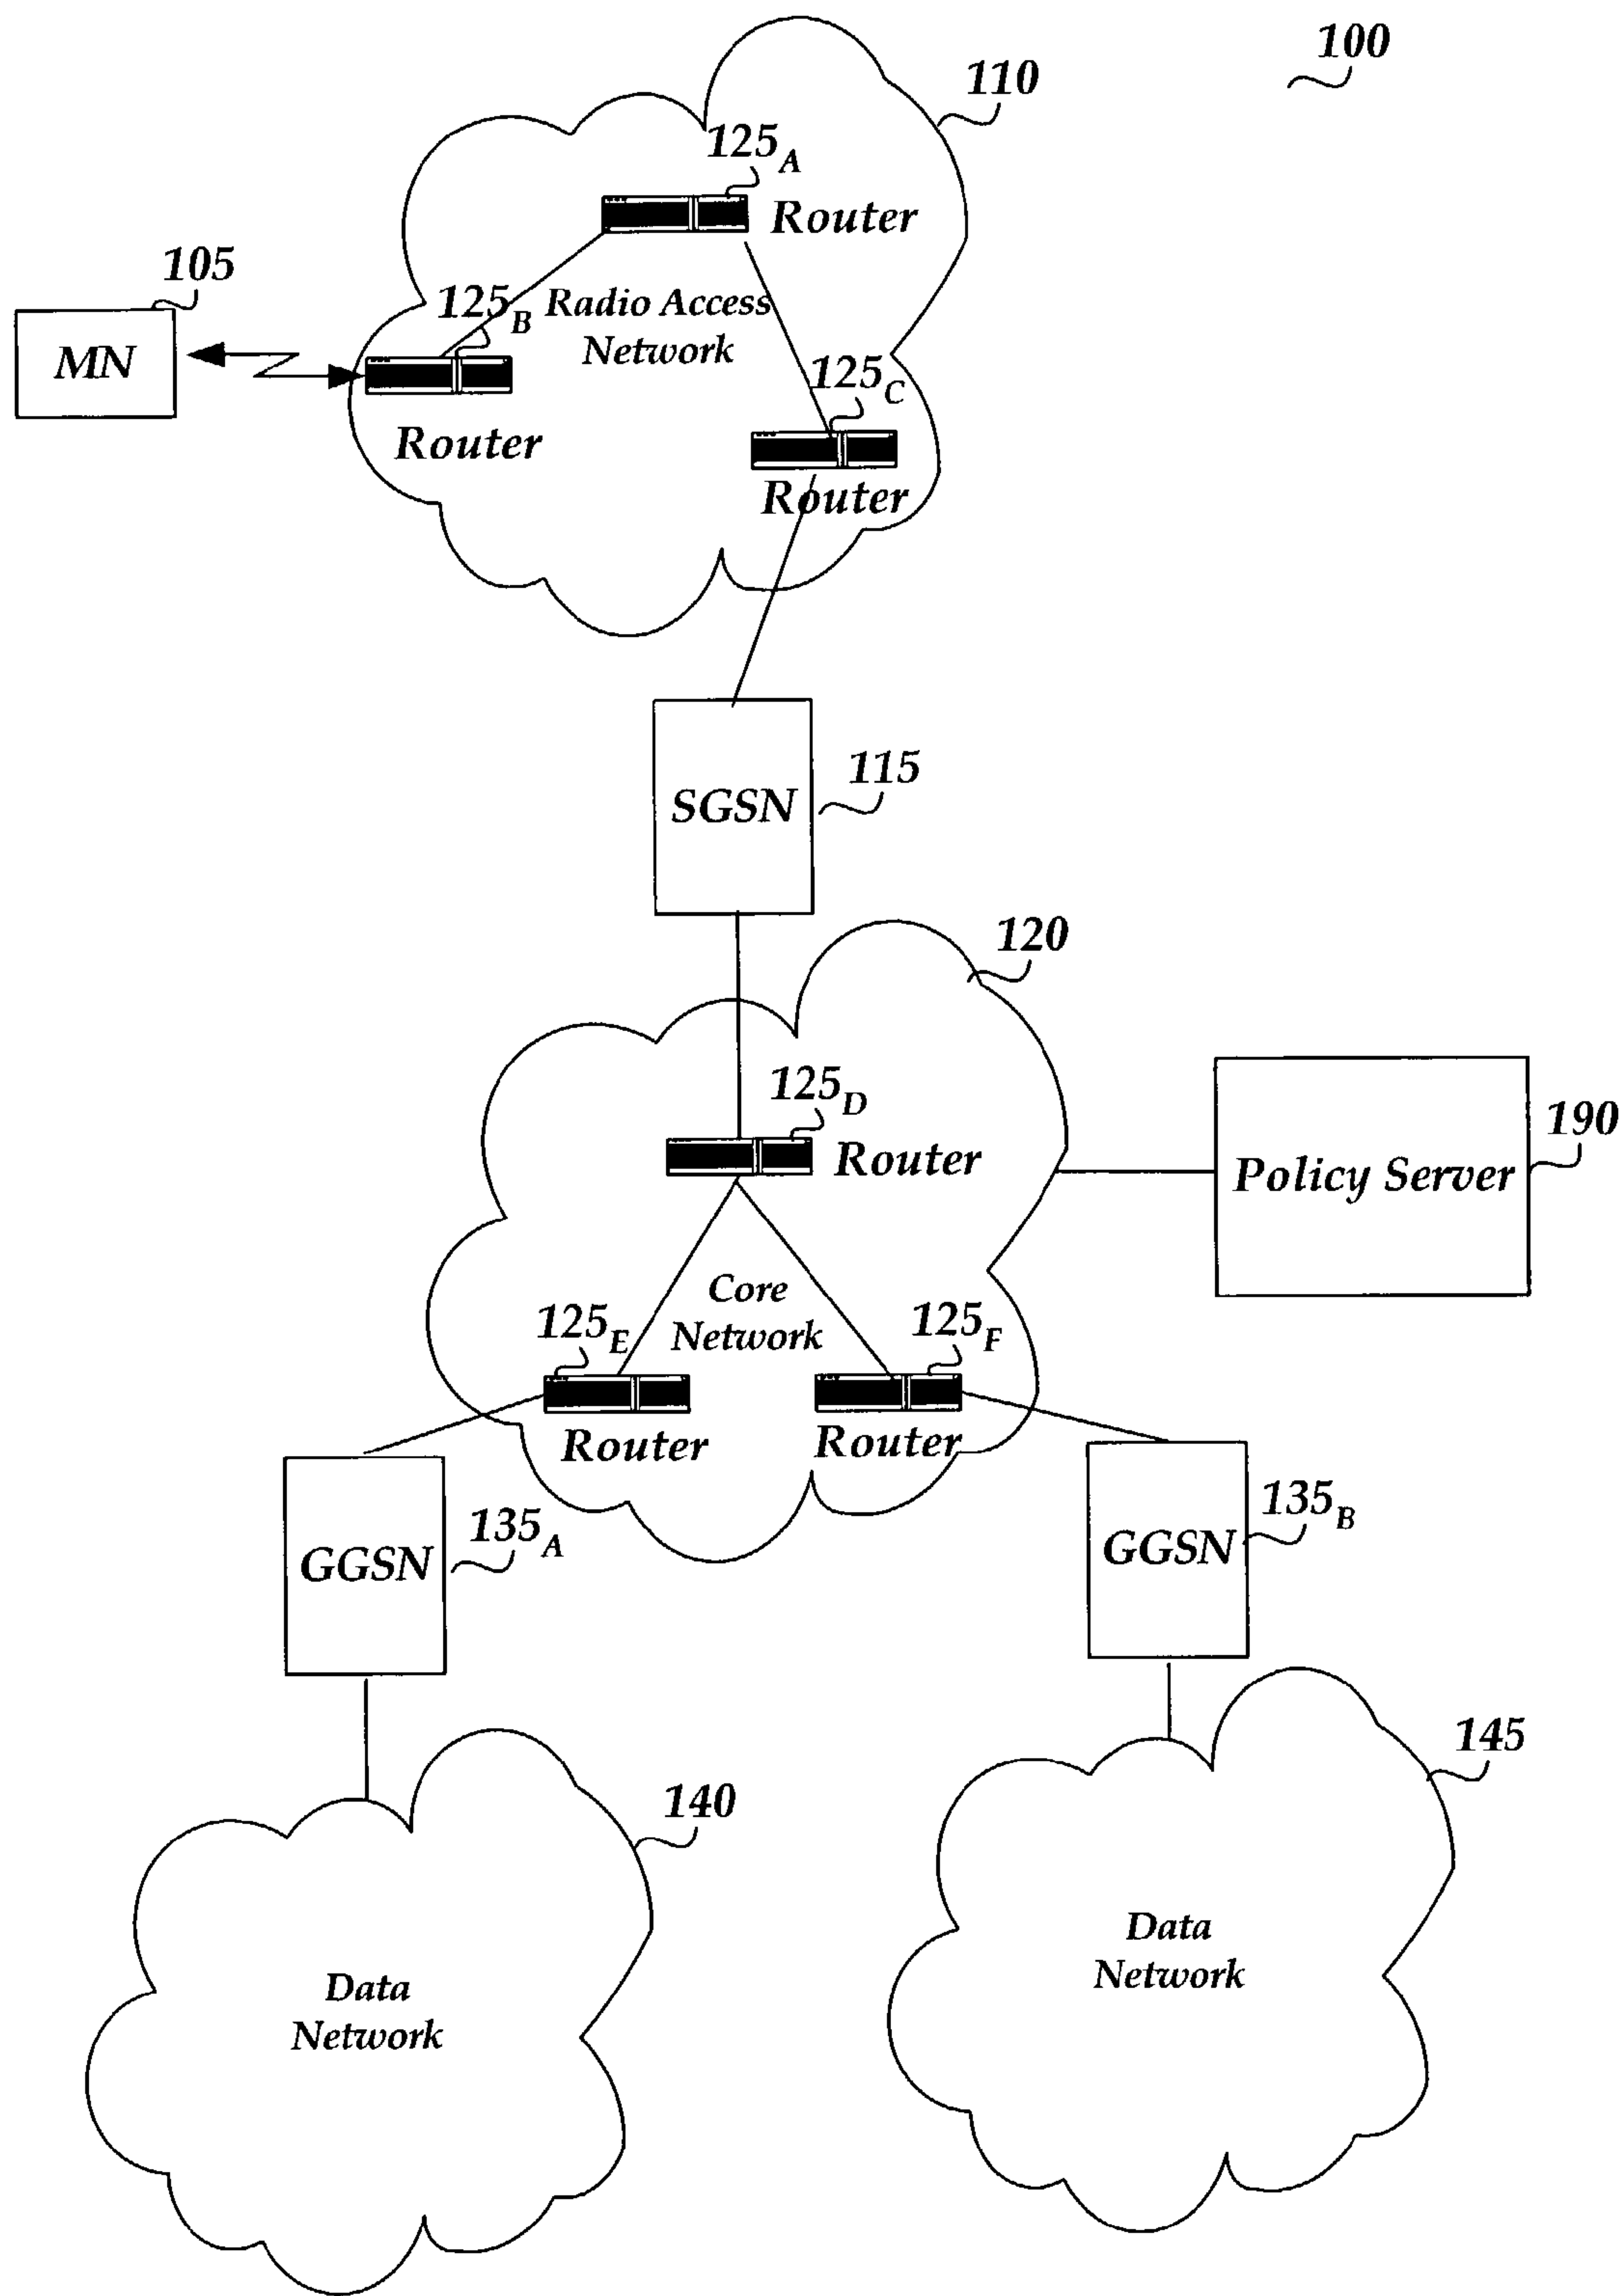 100
110
125A
Router
105
MN
125B
Radio Access
Network
125C
Router
Router
SGSN
115
120
125D
Router
190
Policy Server
Core
Network
125E
125F
Router
Router
135A
GGSN
135B
GGSN
145
140
Data
Network
Data
Network